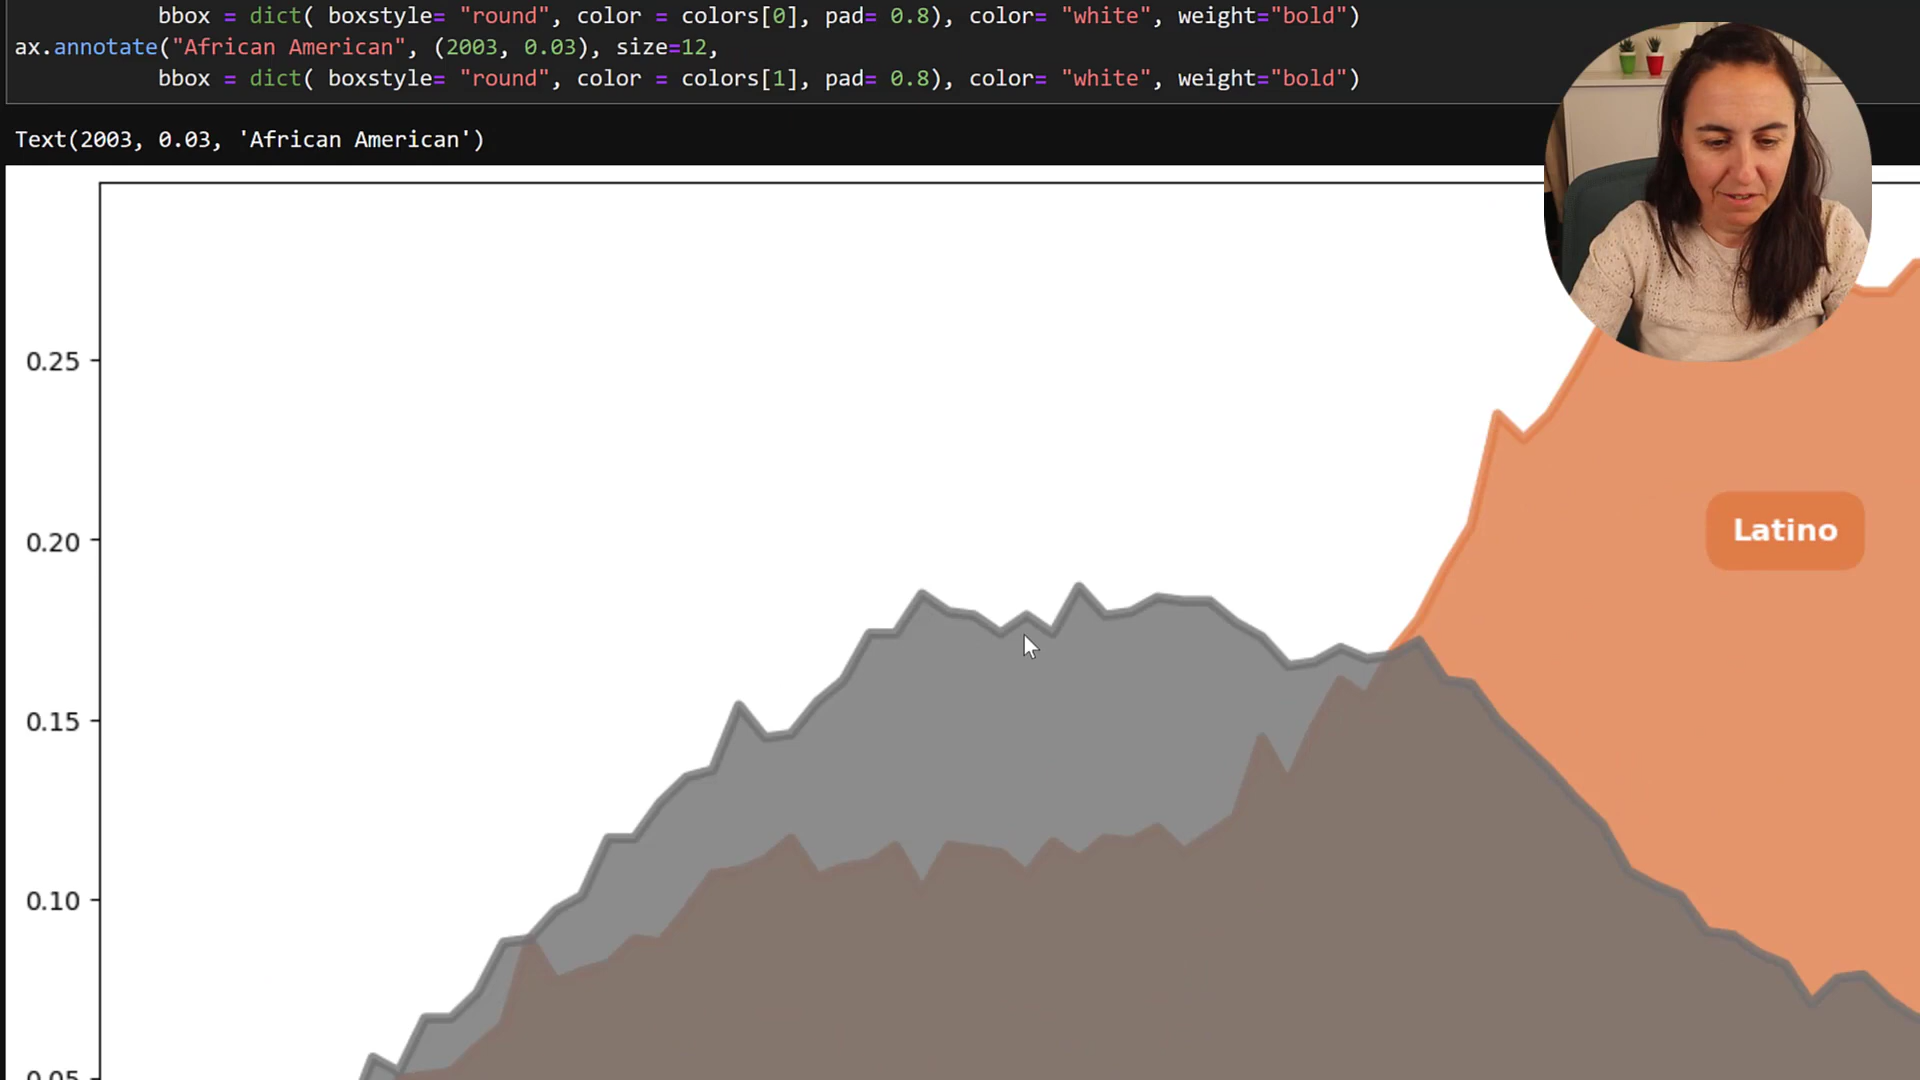 bbox = dict( boxstyle= "round", color = colors[0], pad= 0.8), color= "white", weight="bold")
ax.annotate("African American", (2003, 0.03), size=12,
bbox = dict( boxstyle= "round", color = colors[1], pad= 0.8), color= "white", weight="bold")
Text(2003, 0.03, 'African American')
0.25
0.20
Latino
0.15
0.10
0.05